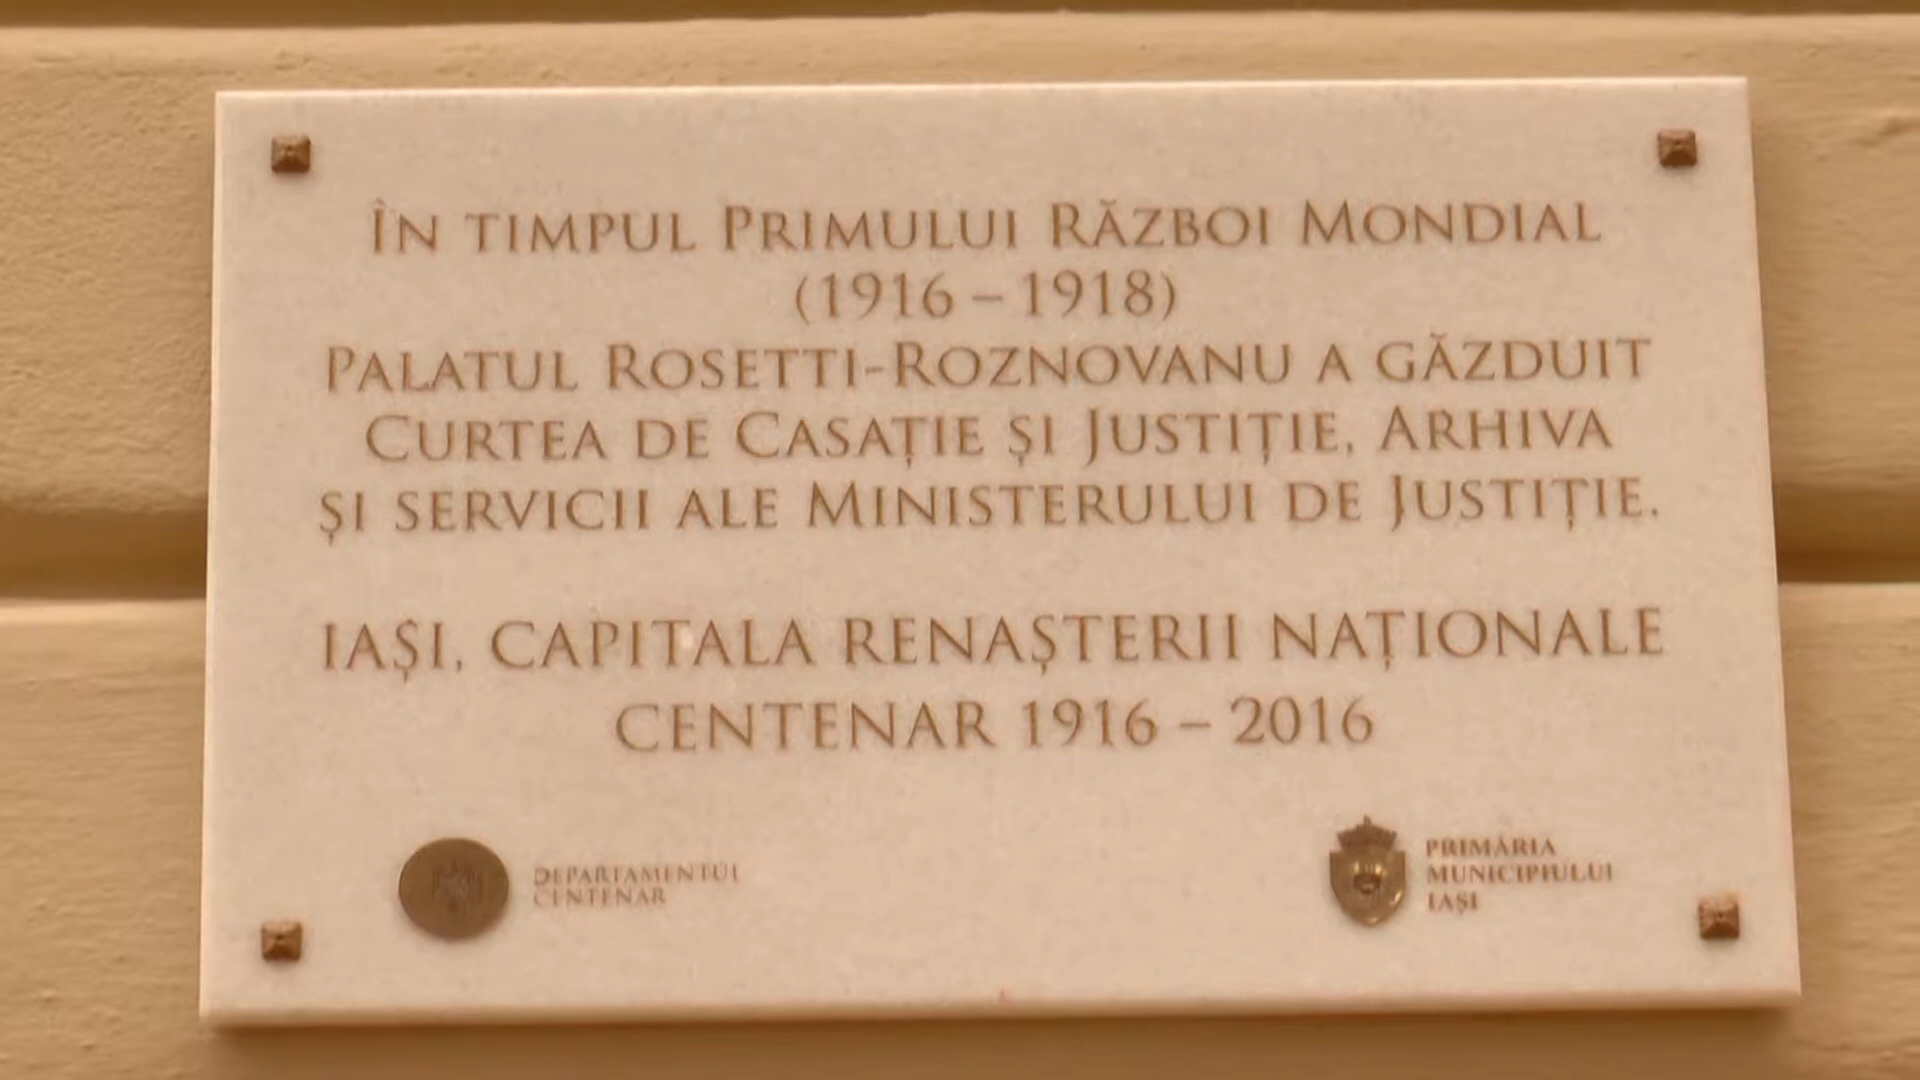 În timpul Primului Război Mondial
(1916 – 1918)
Palatul Rosetti-Roznovanu a găzduit
Curtea de Casație și Justiție, Arhiva
și servicii ale Ministerului de Justiție.
IAȘI, CAPITALA RENAȘTERII NAȚIONALE
CENTENAR 1916 – 2016
DEPARTAMENTUL
CENTENAR
PRIMĂRIA
MUNICIPIULUI
IAȘI